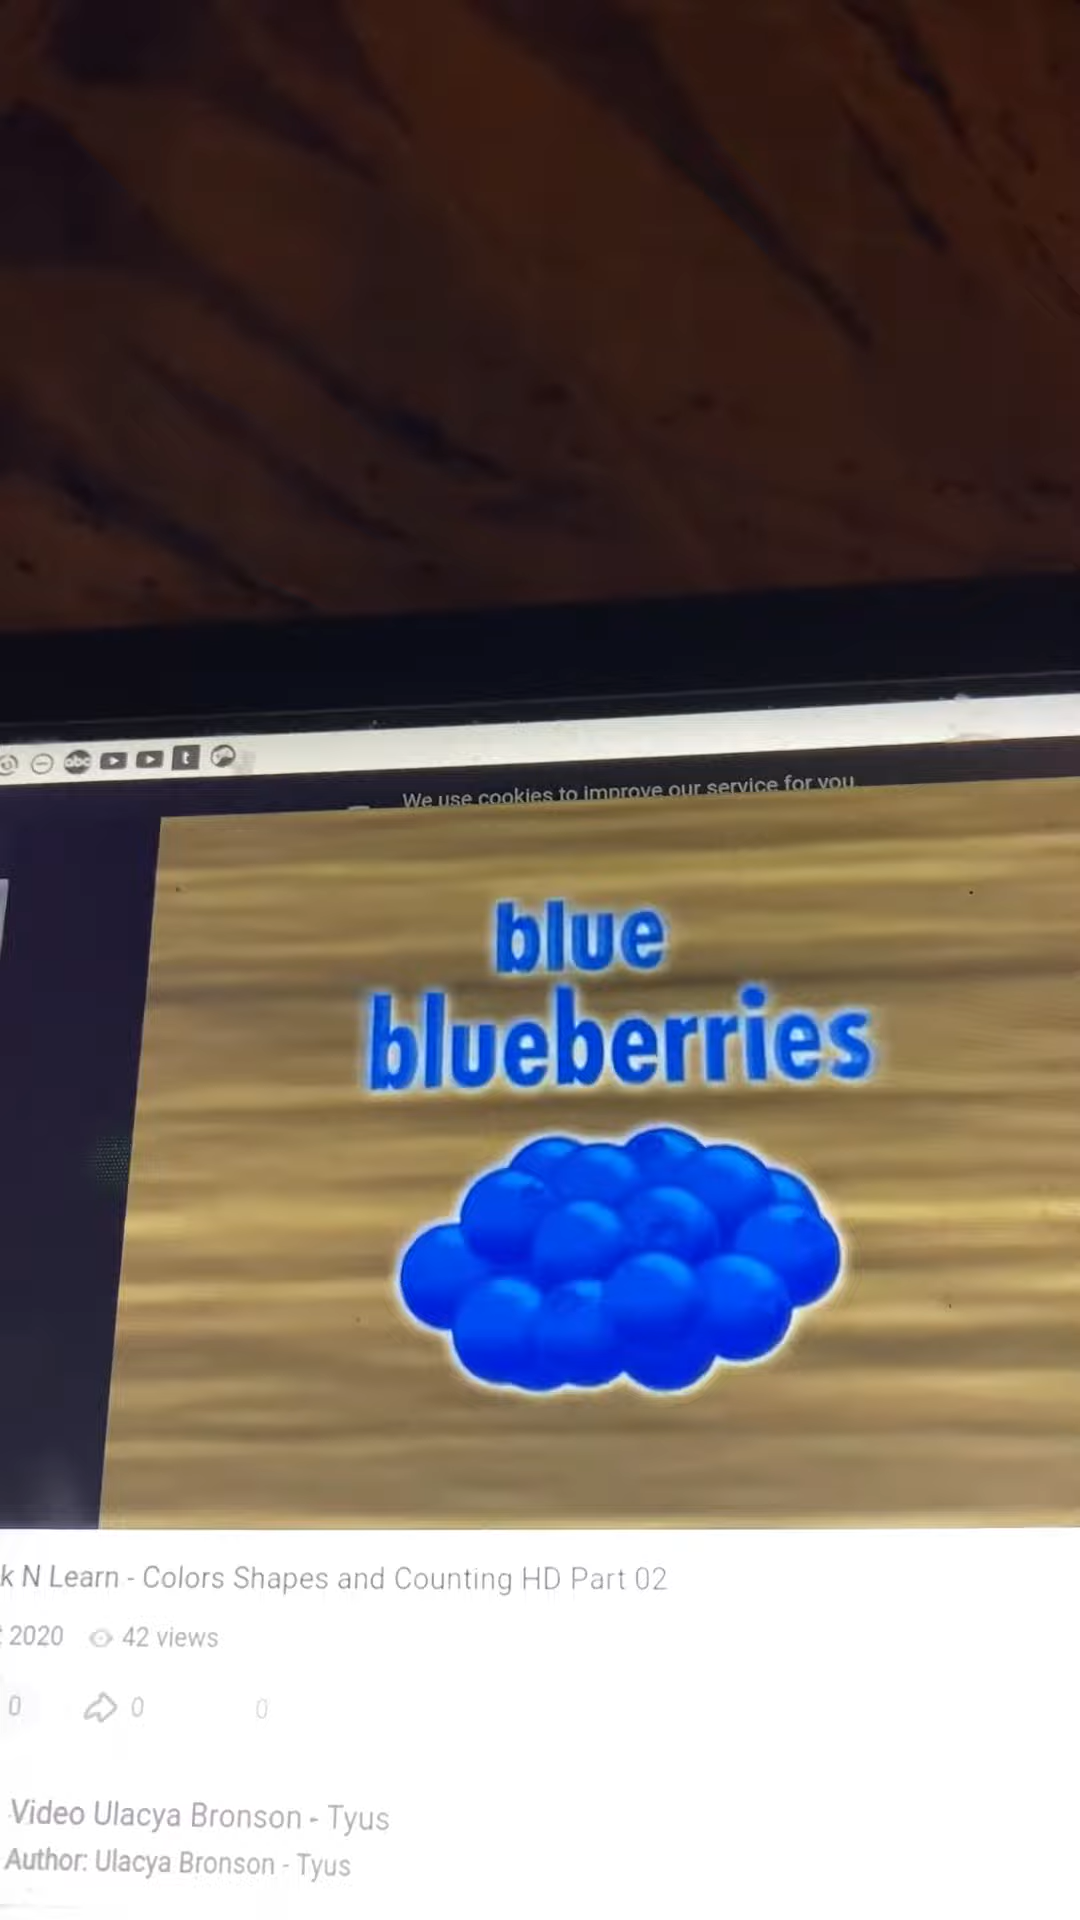 abc
t
We use cookies to improve our service for you
blue
blueberries
k N Learn - Colors Shapes and Counting HD Part 02
2020 42 views
0 0 0
Video Ulacya Bronson - Tyus
Author: Ulacya Bronson - Tyus